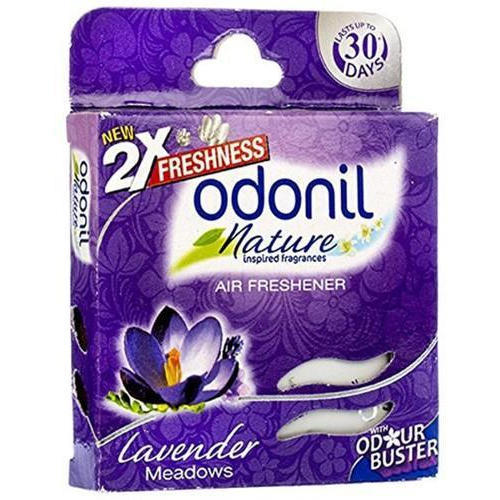 LASTS UP TO
30
DAYS
NEW
2X FRESHNESS
odonil
Nature
inspired fragrances
AIR FRESHENER
Lavender
Meadows
WITH
ODOUR
BUSTER
odonil
Nature